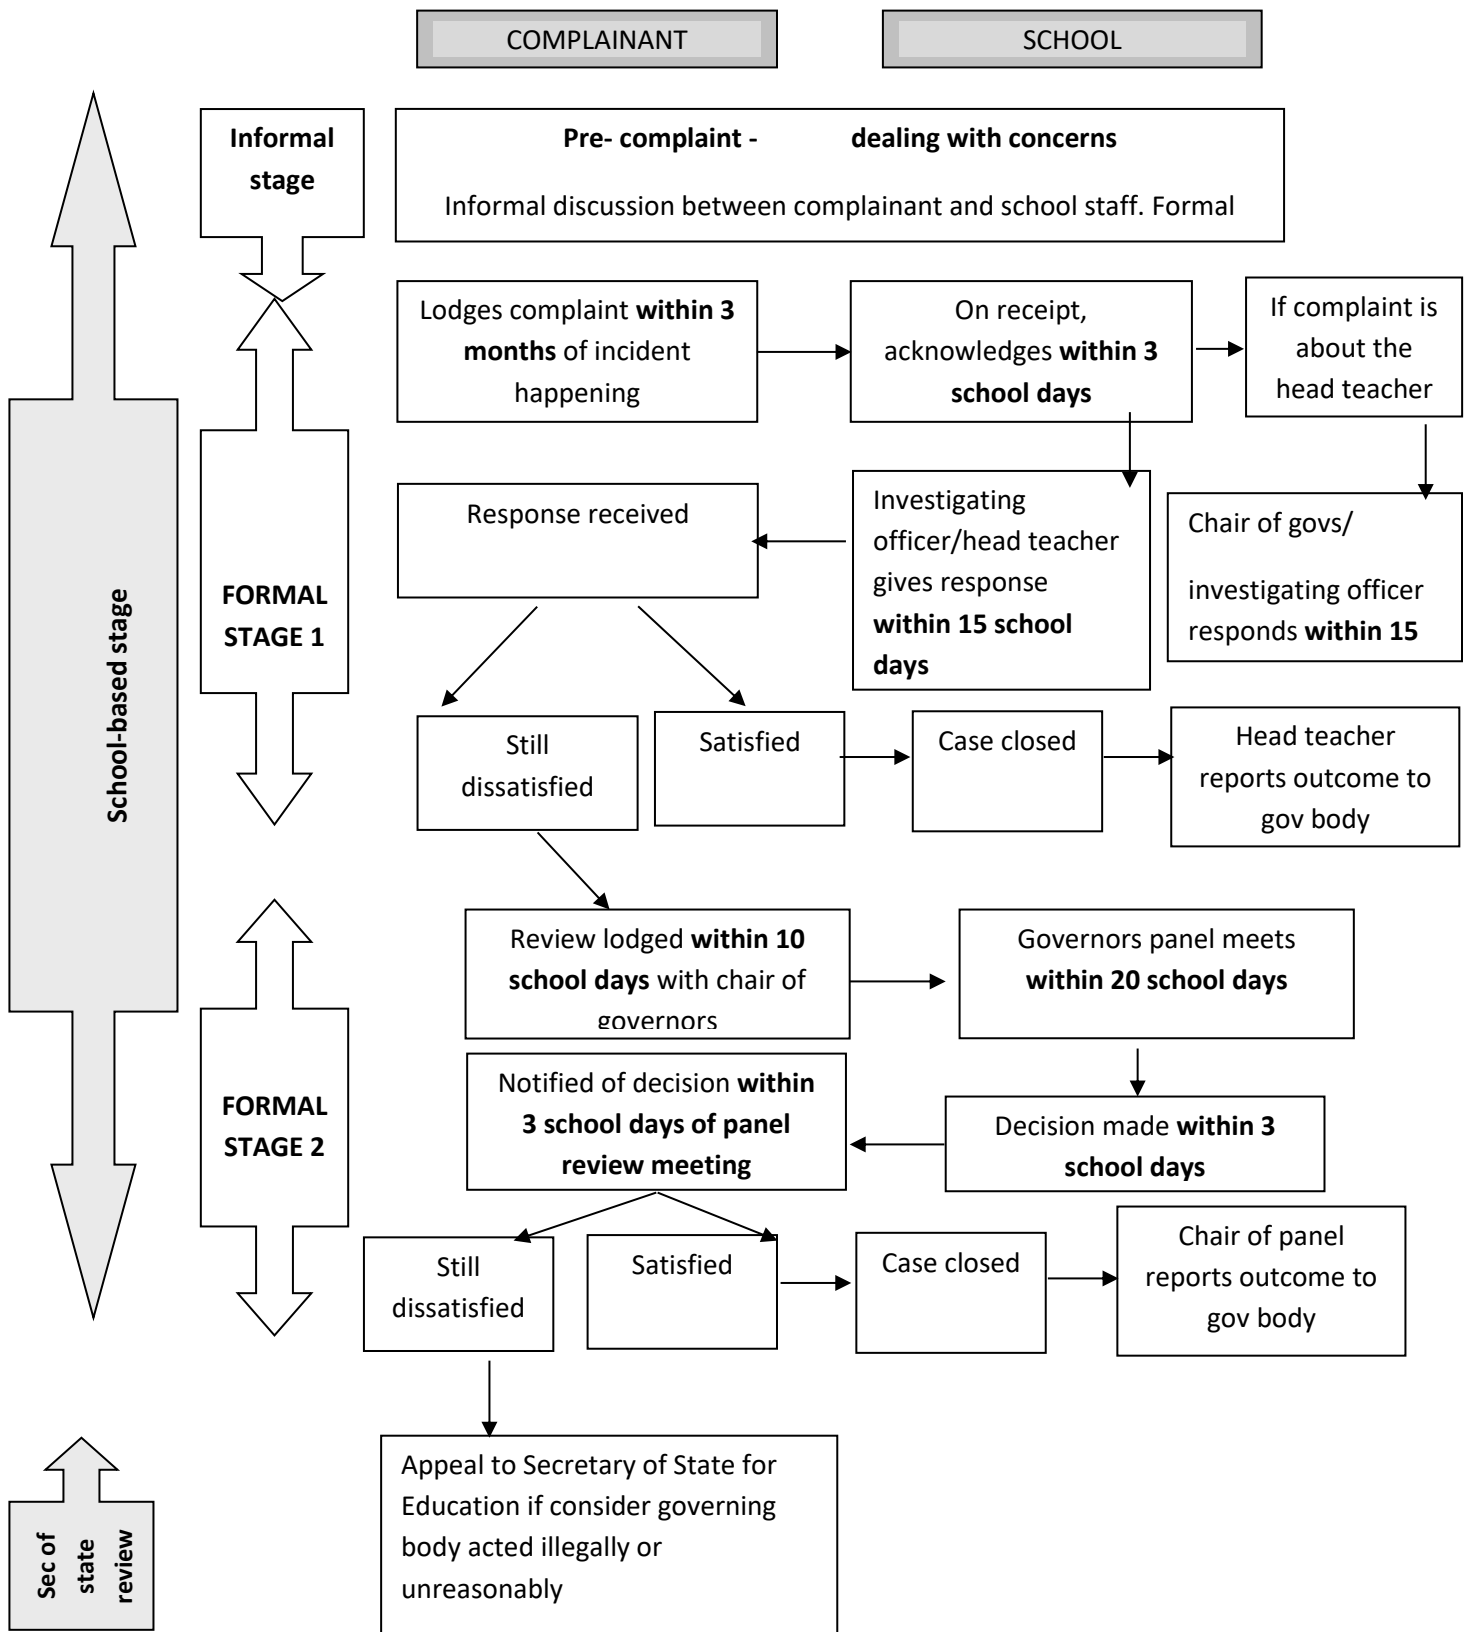 COMPLAINANT
SCHOOL
Informal
stage
Pre- complaint - dealing with concerns
Informal discussion between complainant and school staff. Formal
Lodges complaint within 3
months of incident
happening
On receipt,
acknowledges within 3
school days
If complaint is
about the
head teacher
School-based stage
FORMAL
STAGE 1
Response received
Investigating
officer/head teacher
gives response
within 15 school
days
Chair of govs/
investigating officer
responds within 15
Still
dissatisfied
Satisfied
Case closed
Head teacher
reports outcome to
gov body
FORMAL
STAGE 2
Review lodged within 10
school days with chair of
governors
Governors panel meets
within 20 school days
Notified of decision within
3 school days of panel
review meeting
Decision made within 3
school days
Still
dissatisfied
Satisfied
Case closed
Chair of panel
reports outcome to
gov body
Sec of
state
review
Appeal to Secretary of State for
Education if consider governing
body acted illegally or
unreasonably